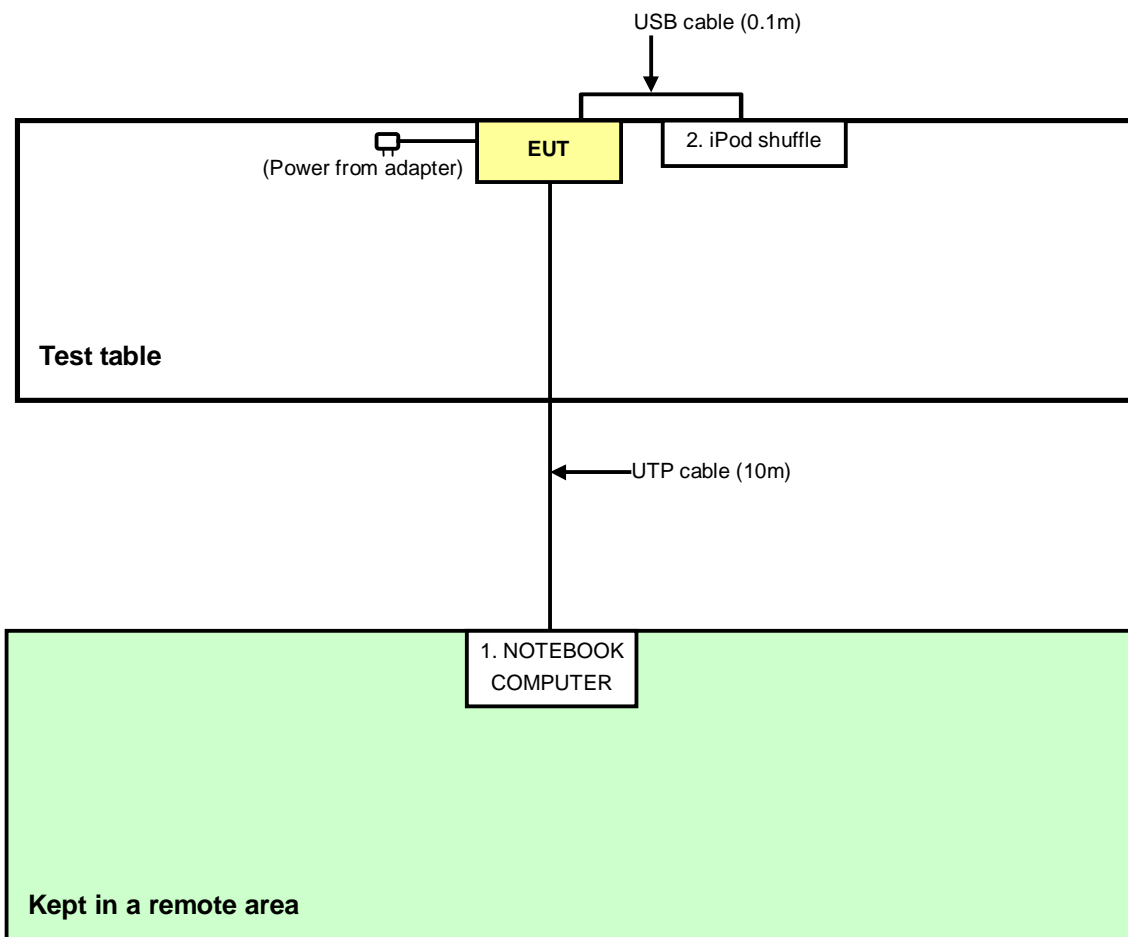 USB cable (0.1m)
EUT
2. iPod shuffle
(Power from adapter)
Test table
UTP cable (10m)
1. NOTEBOOK
COMPUTER
Kept in a remote area